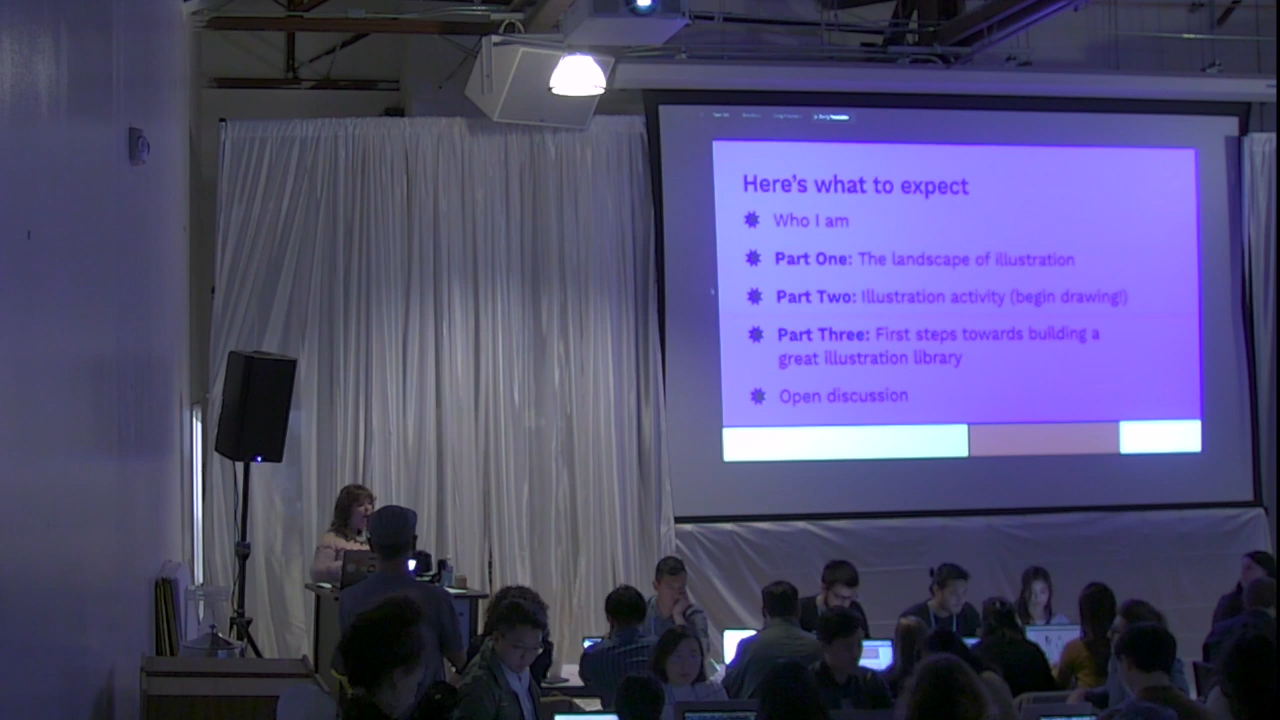 Here's what to expect
Who I am
Part One: The landscape of illustration
Part Two: Illustration activity (begin drawing!)
Part Three: First steps towards building a
great illustration library
Open discussion